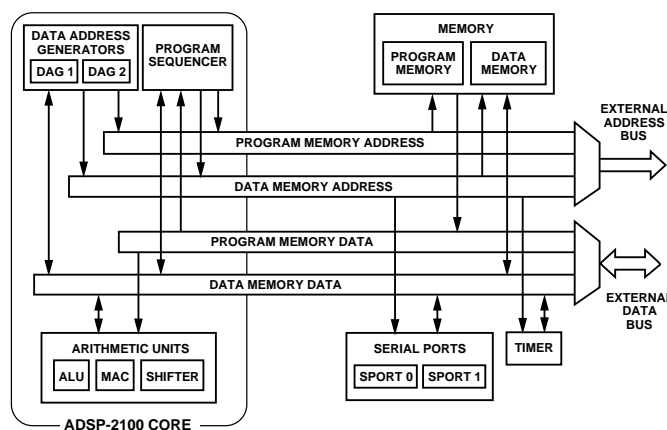 DATA ADDRESS
GENERATORS
DAG 1
DAG 2
PROGRAM
SEQUENCER
MEMORY
PROGRAM
MEMORY
DATA
MEMORY
EXTERNAL
ADDRESS
BUS
PROGRAM MEMORY ADDRESS
DATA MEMORY ADDRESS
PROGRAM MEMORY DATA
DATA MEMORY DATA
EXTERNAL
DATA
BUS
ARITHMETIC UNITS
ALU
MAC
SHIFTER
SERIAL PORTS
SPORT 0
SPORT 1
TIMER
ADSP-2100 CORE